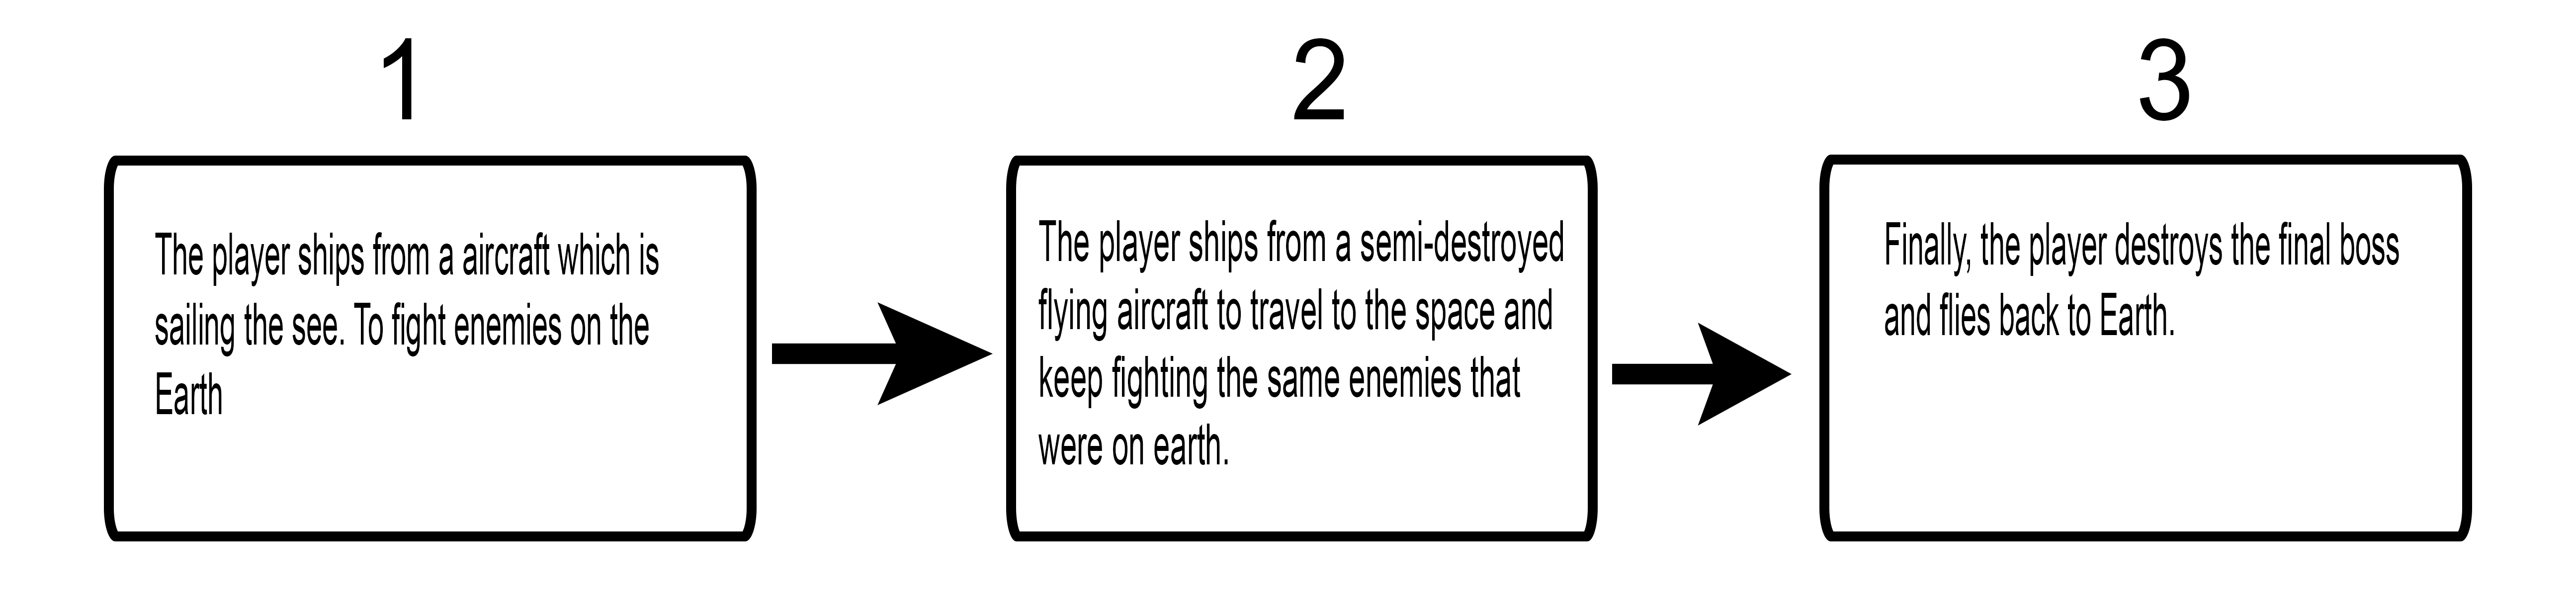 1
The player ships from a aircraft which is
sailing the see. To fight enemies on the
Earth
2
The player ships from a semi-destroyed
flying aircraft to travel to the space and
keep fighting the same enemies that
were on earth.
3
Finally, the player destroys the final boss
and flies back to Earth.